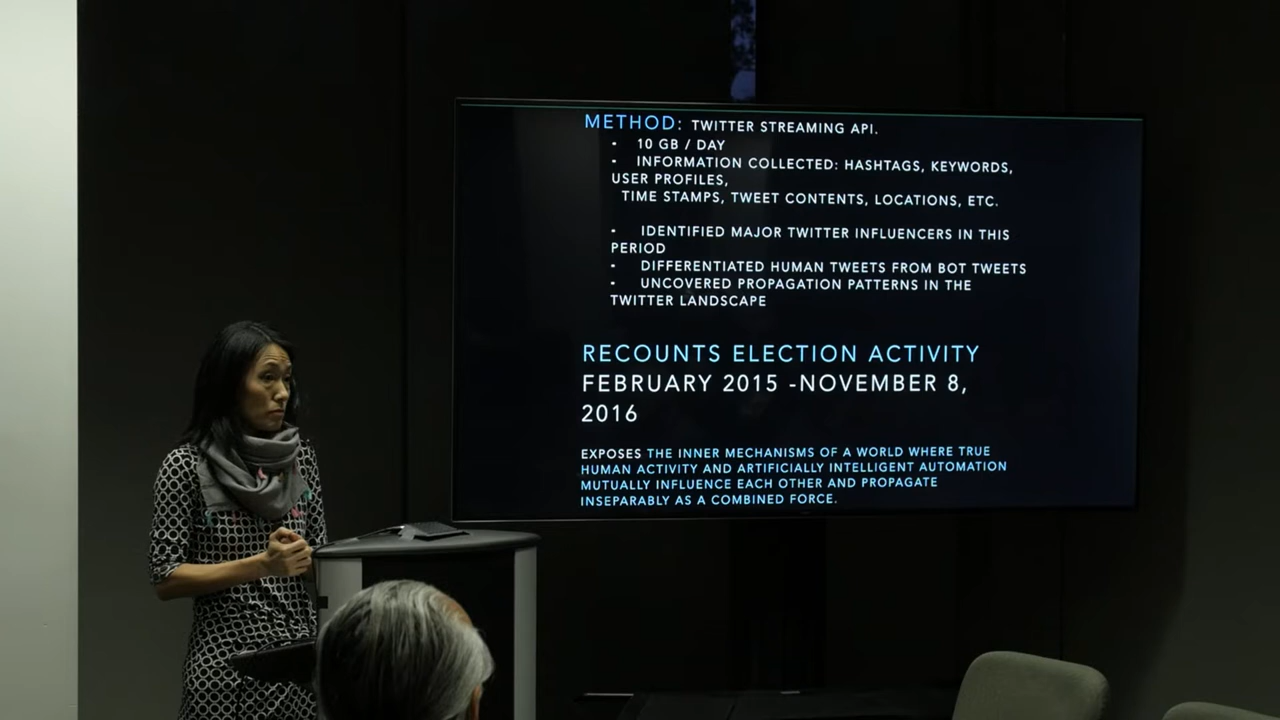 METHOD: TWITTER STREAMING API.
- 10 GB / DAY
- INFORMATION COLLECTED: HASHTAGS, KEYWORDS,
USER PROFILES,
TIME STAMPS, TWEET CONTENTS, LOCATIONS, ETC.
- IDENTIFIED MAJOR TWITTER INFLUENCERS IN THIS
PERIOD
- DIFFERENTIATED HUMAN TWEETS FROM BOT TWEETS
- UNCOVERED PROPAGATION PATTERNS IN THE
TWITTER LANDSCAPE
RECOUNTS ELECTION ACTIVITY
FEBRUARY 2015 -NOVEMBER 8,
2016
EXPOSES THE INNER MECHANISMS OF A WORLD WHERE TRUE
HUMAN ACTIVITY AND ARTIFICIALLY INTELLIGENT AUTOMATION
MUTUALLY INFLUENCE EACH OTHER AND PROPAGATE
INSEPARABLY AS A COMBINED FORCE.